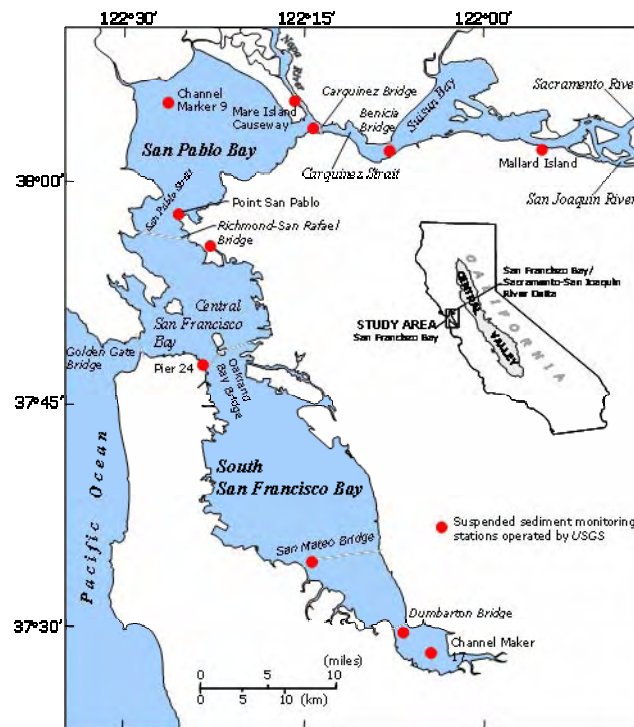 122°30' 122°15' 122°00'
Napa River
Channel
Marker 9
Mare Island
Causeway
Carquinez Bridge
Benicia
Bridge
Suisun Bay
Sacramento River
San Pablo Bay
Carquinez Strait
Mallard Island
38°00'
San Pablo Strait
Point San Pablo
San Joaquin River
Richmond-San Rafael
Bridge
CALIFORNIA
CENTRAL
VALLEY
San Francisco Bay/
Sacramento-San Joaquin
River Delta
STUDY AREA
San Francisco Bay
Central
San Francisco
Bay
Golden Gate
Bridge
Pier 24
Oakland
Bay Bridge
37°45'
South
San Francisco Bay
Pacific Ocean
Suspended sediment monitoring
stations operated by USGS
San Mateo Bridge
37°30'
Dumbarton Bridge
Channel Maker
17
0 5 10 (miles)
0 5 10 (km)